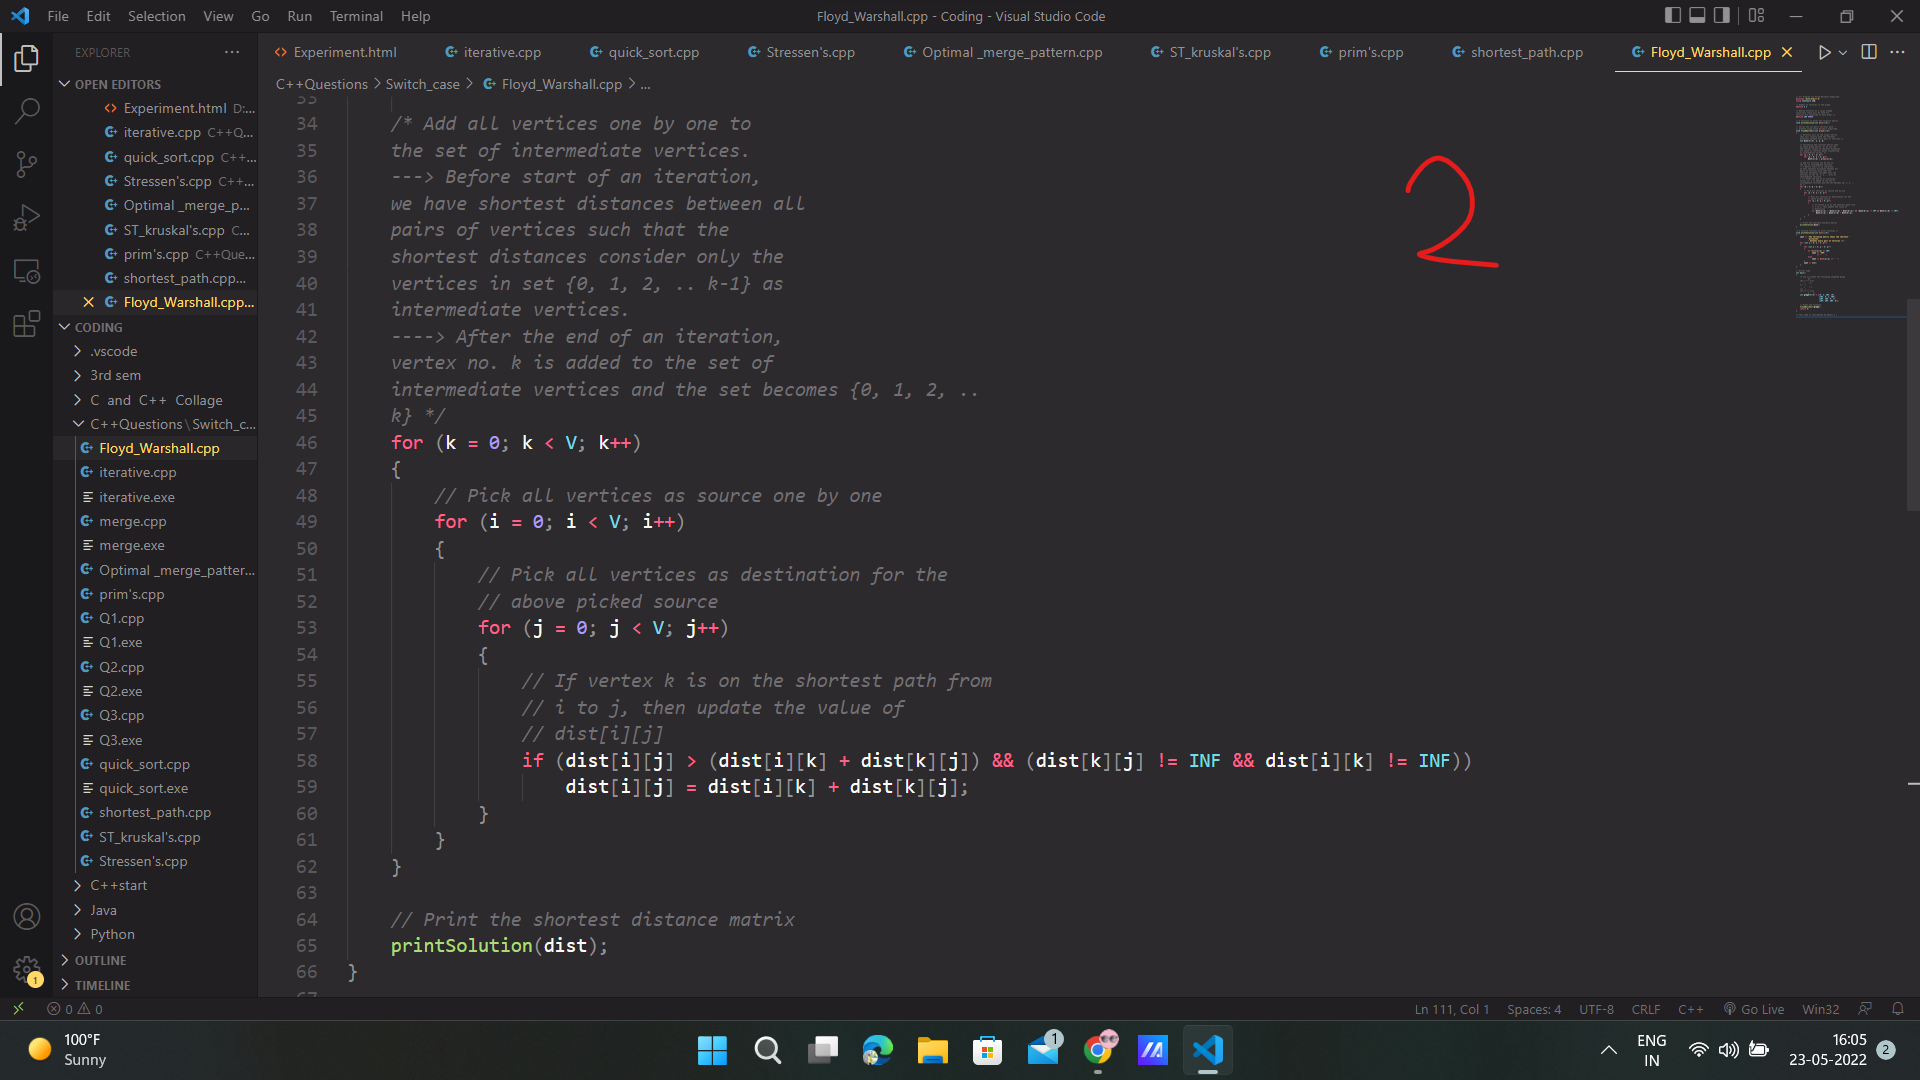 File Edit Selection View Go Run Terminal Help
Floyd_Warshall.cpp - Coding - Visual Studio Code
EXPLORER
Experiment.html
iterative.cpp
quick_sort.cpp
Stressen's.cpp
Optimal _merge_pattern.cpp
ST_kruskal's.cpp
prim's.cpp
shortest_path.cpp
Floyd_Warshall.cpp
C++Questions > Switch_case > Floyd_Warshall.cpp > ...
OPEN EDITORS
Experiment.html D:...
iterative.cpp C++Q...
quick_sort.cpp C++...
Stressen's.cpp C++...
Optimal _merge_p...
ST_kruskal's.cpp C...
prim's.cpp C++Que...
shortest_path.cpp...
Floyd_Warshall.cpp...
CODING
.vscode
3rd sem
C and C++ Collage
C++Questions\Switch_c...
Floyd_Warshall.cpp
iterative.cpp
iterative.exe
merge.cpp
merge.exe
Optimal _merge_patter...
prim's.cpp
Q1.cpp
Q1.exe
Q2.cpp
Q2.exe
Q3.cpp
Q3.exe
quick_sort.cpp
quick_sort.exe
shortest_path.cpp
ST_kruskal's.cpp
Stressen's.cpp
C++start
Java
Python
OUTLINE
TIMELINE
33
34 /* Add all vertices one by one to
35 the set of intermediate vertices.
36 ---> Before start of an iteration,
37 we have shortest distances between all
38 pairs of vertices such that the
39 shortest distances consider only the
40 vertices in set {0, 1, 2, .. k-1} as
41 intermediate vertices.
42 ----> After the end of an iteration,
43 vertex no. k is added to the set of
44 intermediate vertices and the set becomes {0, 1, 2, ..
45 k} */
46 for (k = 0; k < V; k++)
47 {
48 // Pick all vertices as source one by one
49 for (i = 0; i < V; i++)
50 {
51 // Pick all vertices as destination for the
52 // above picked source
53 for (j = 0; j < V; j++)
54 {
55 // If vertex k is on the shortest path from
56 // i to j, then update the value of
57 // dist[i][j]
58 if (dist[i][j] > (dist[i][k] + dist[k][j]) && (dist[k][j] != INF && dist[i][k] != INF))
59 dist[i][j] = dist[i][k] + dist[k][j];
60 }
61 }
62 }
63
64 // Print the shortest distance matrix
65 printSolution(dist);
66 }
67
2
1
0 0
Ln 111, Col 1 Spaces: 4 UTF-8 CRLF C++ Go Live Win32
100°F
Sunny
1
ENG
IN
16:05
23-05-2022
2